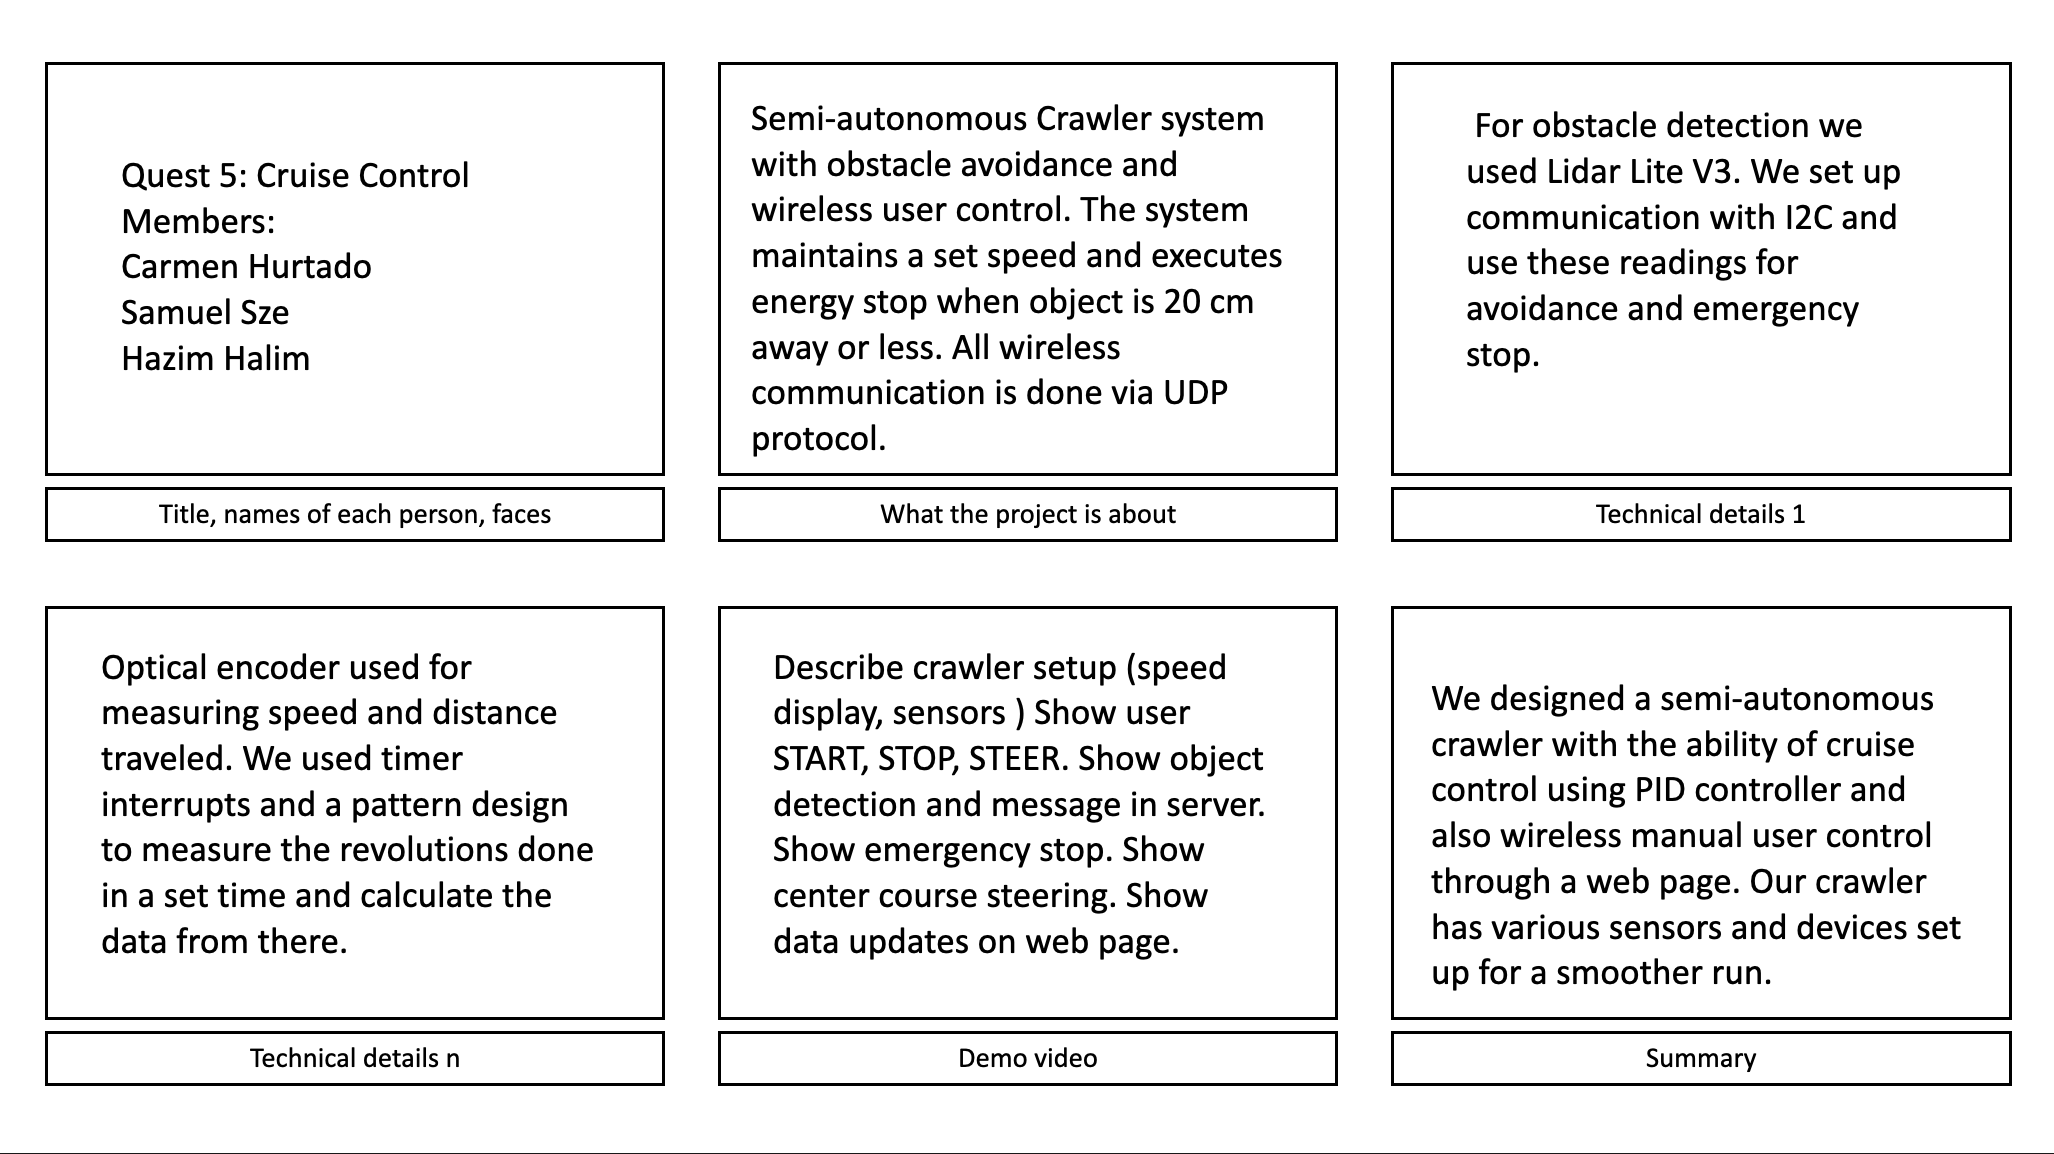 Quest 5: Cruise Control
Members:
Carmen Hurtado
Samuel Sze
Hazim Halim
Title, names of each person, faces
Semi-autonomous Crawler system
with obstacle avoidance and
wireless user control. The system
maintains a set speed and executes
energy stop when object is 20 cm
away or less. All wireless
communication is done via UDP
protocol.
What the project is about
For obstacle detection we
used Lidar Lite V3. We set up
communication with I2C and
use these readings for
avoidance and emergency
stop.
Technical details 1
Optical encoder used for
measuring speed and distance
traveled. We used timer
interrupts and a pattern design
to measure the revolutions done
in a set time and calculate the
data from there.
Technical details n
Describe crawler setup (speed
display, sensors ) Show user
START, STOP, STEER. Show object
detection and message in server.
Show emergency stop. Show
center course steering. Show
data updates on web page.
Demo video
We designed a semi-autonomous
crawler with the ability of cruise
control using PID controller and
also wireless manual user control
through a web page. Our crawler
has various sensors and devices set
up for a smoother run.
Summary